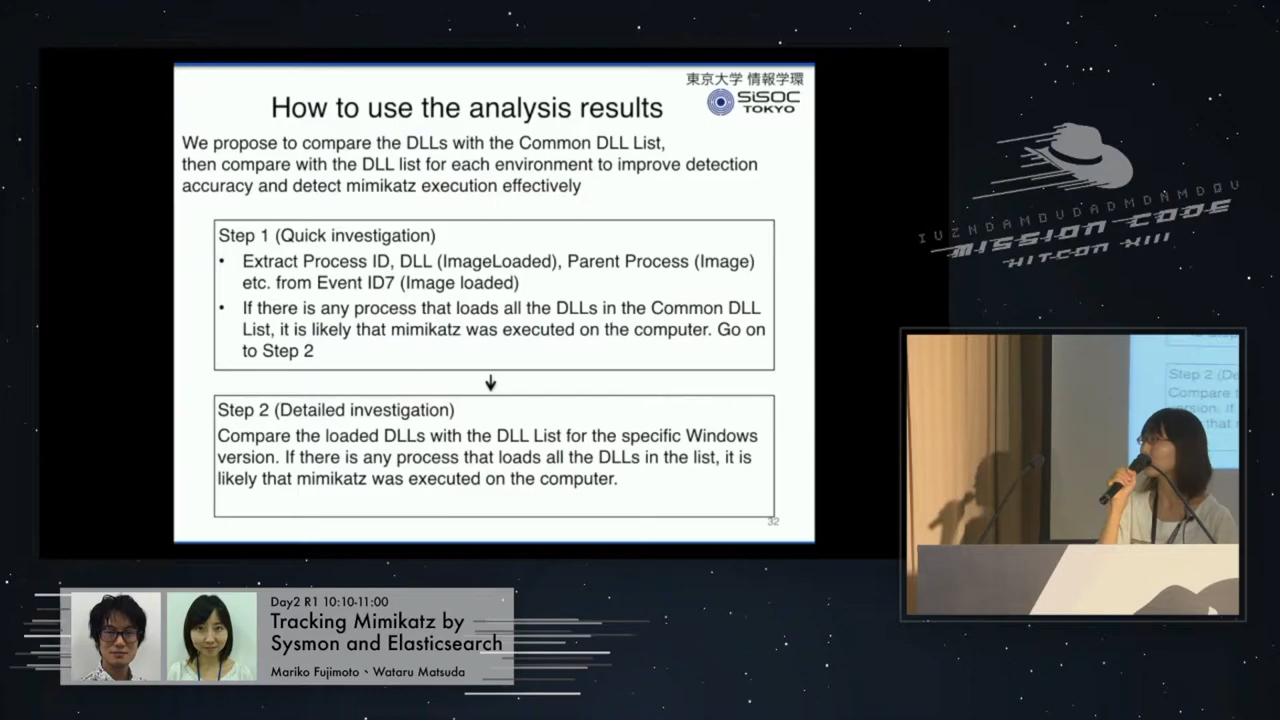 東京大学 情報学環
SiSOC
TOKYO
How to use the analysis results
We propose to compare the DLLs with the Common DLL List,
then compare with the DLL list for each environment to improve detection
accuracy and detect mimikatz execution effectively
Step 1 (Quick investigation)
• Extract Process ID, DLL (ImageLoaded), Parent Process (Image)
etc. from Event ID7 (Image loaded)
• If there is any process that loads all the DLLs in the Common DLL
List, it is likely that mimikatz was executed on the computer. Go on
to Step 2
Step 2 (Detailed investigation)
Compare the loaded DLLs with the DLL List for the specific Windows
version. If there is any process that loads all the DLLs in the list, it is
likely that mimikatz was executed on the computer.
32
MISSION CODE
HITCON XIII
Step 2 (De
Compare
Day2 R1 10:10-11:00
Tracking Mimikatz by
Sysmon and Elasticsearch
Mariko Fujimoto、Wataru Matsuda